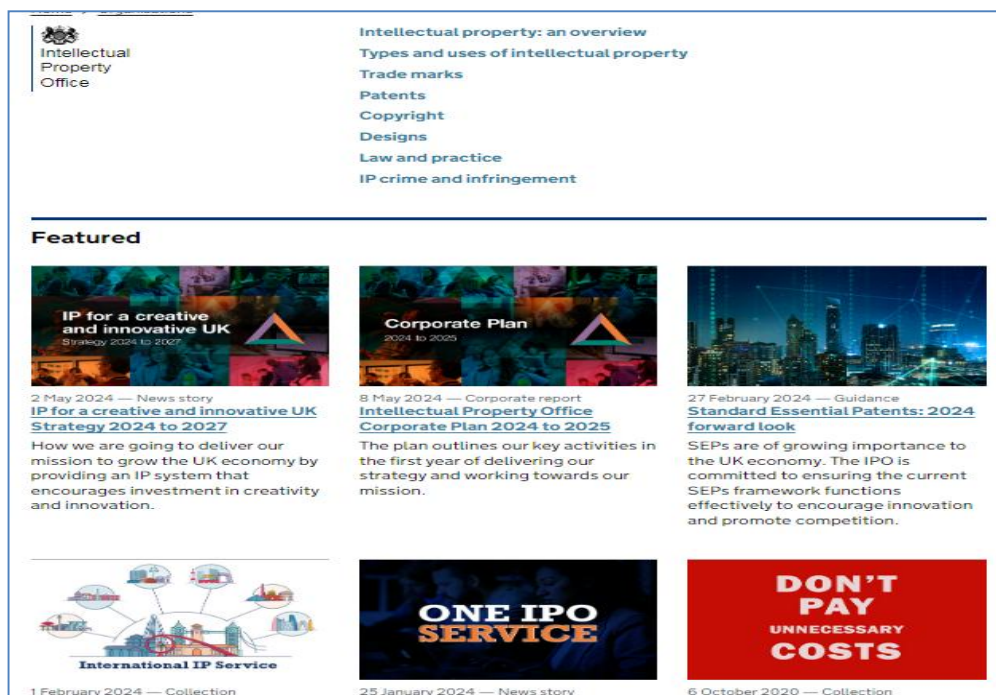 Home > Organisations
Intellectual
Property
Office
Intellectual property: an overview
Types and uses of intellectual property
Trade marks
Patents
Copyright
Designs
Law and practice
IP crime and infringement
Featured
IP for a creative
and innovative UK
Strategy 2024 to 2027
2 May 2024 — News story
IP for a creative and innovative UK
Strategy 2024 to 2027
How we are going to deliver our
mission to grow the UK economy by
providing an IP system that
encourages investment in creativity
and innovation.
Corporate Plan
2024 to 2025
8 May 2024 — Corporate report
Intellectual Property Office
Corporate Plan 2024 to 2025
The plan outlines our key activities in
the first year of delivering our
strategy and working towards our
mission.
27 February 2024 — Guidance
Standard Essential Patents: 2024
forward look
SEPs are of growing importance to
the UK economy. The IPO is
committed to ensuring the current
SEPs framework functions
effectively to encourage innovation
and promote competition.
International IP Service
1 February 2024 — Collection
ONE IPO
SERVICE
25 January 2024 — News story
DON'T
PAY
UNNECESSARY
COSTS
6 October 2020 — Collection